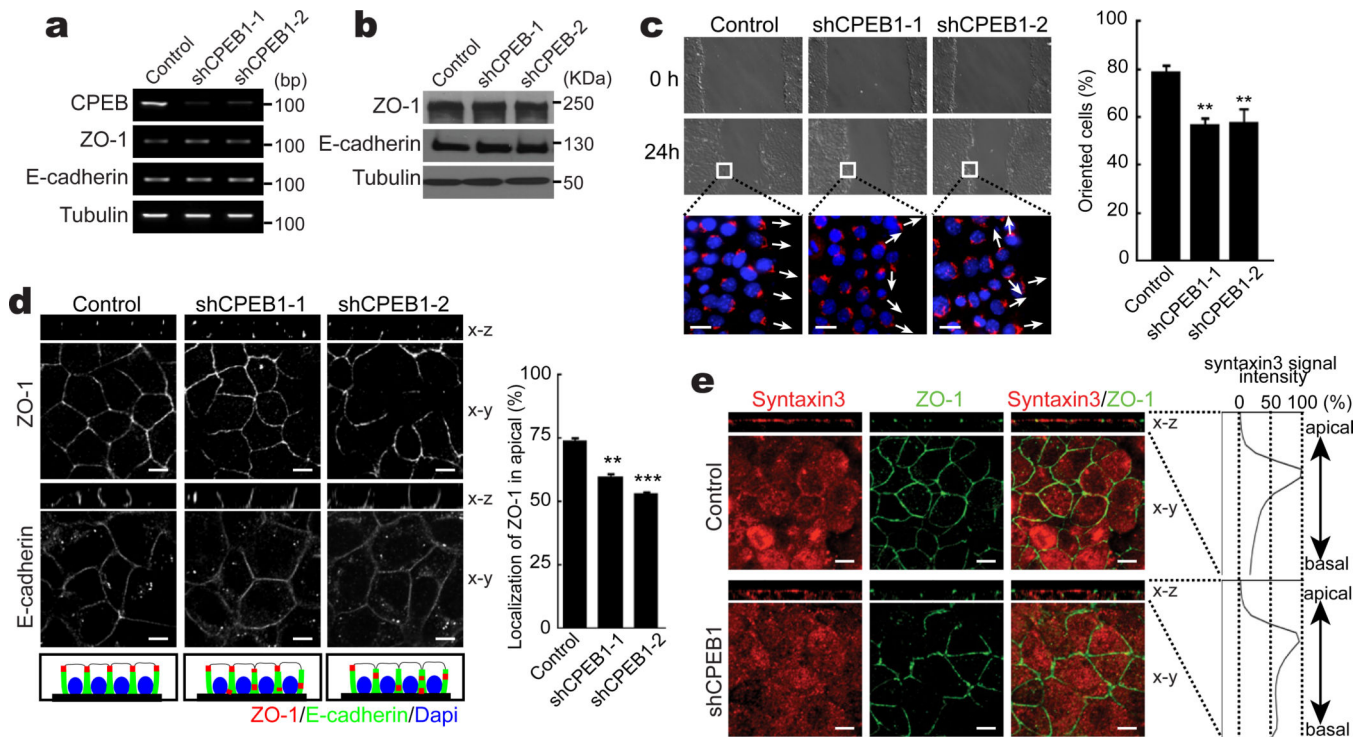 a
Control
shCPEB1-1
shCPEB1-2
(bp)
CPEB
100
ZO-1
100
E-cadherin
100
Tubulin
100
b
Control
shCPEB-1
shCPEB-2
(KDa)
ZO-1
250
E-cadherin
130
Tubulin
50
c
Control
shCPEB1-1
shCPEB1-2
0 h
24h
Oriented cells (%)
80
60
40
20
0
**
**
Control
shCPEB1-1
shCPEB1-2
d
Control
shCPEB1-1
shCPEB1-2
ZO-1
x-z
x-y
E-cadherin
x-z
x-y
ZO-1/E-cadherin/Dapi
Localization of ZO-1 in apical (%)
100
75
50
25
0
**
***
Control
shCPEB1-1
shCPEB1-2
e
Syntaxin3
ZO-1
Syntaxin3/ZO-1
syntaxin3 signal
intensity
0 50 100 (%)
Control
x-z
x-y
apical
basal
shCPEB1
x-z
x-y
apical
basal